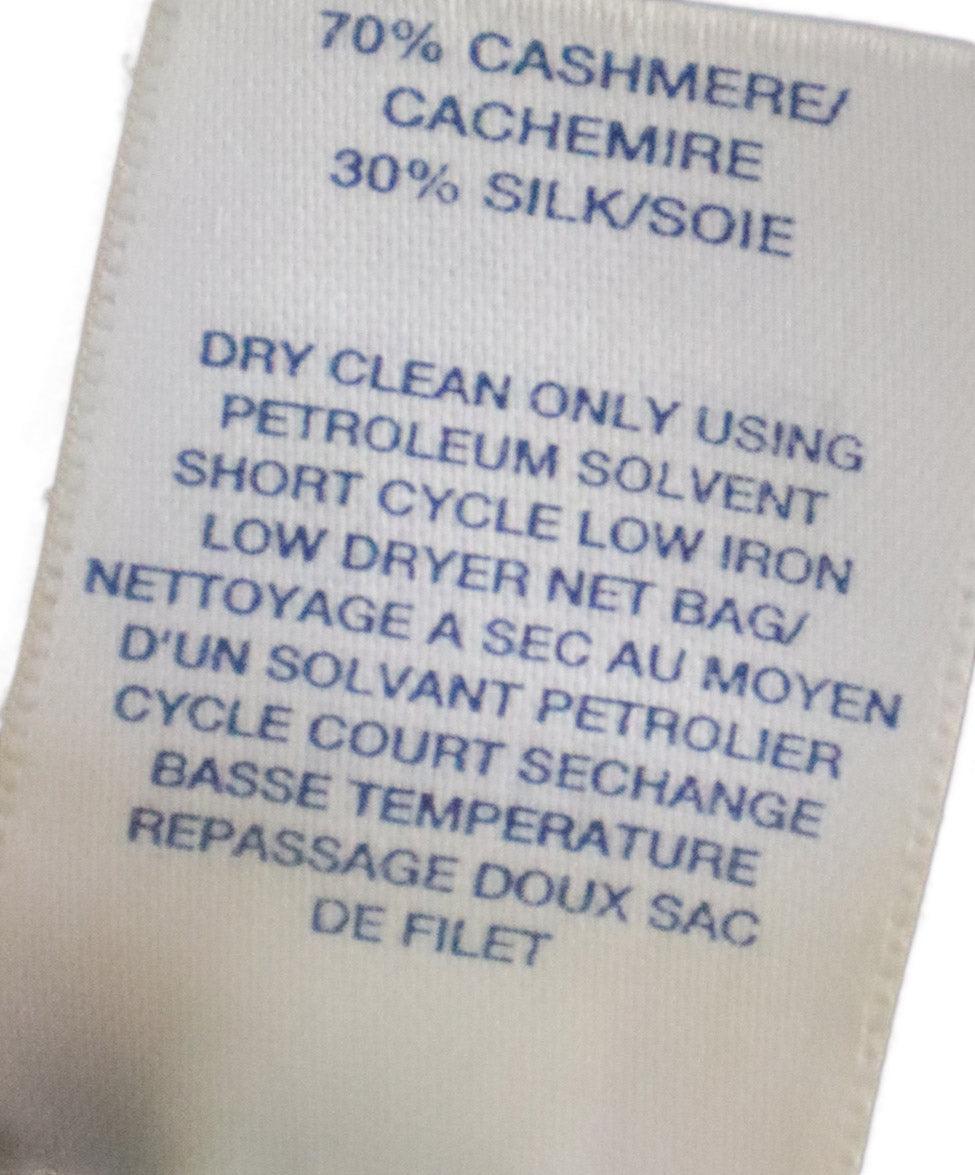 70% CASHMERE/
CACHEMIRE
30% SILK/SOIE
DRY CLEAN ONLY USING
PETROLEUM SOLVENT
SHORT CYCLE LOW IRON
LOW DRYER NET BAG/
NETTOYAGE A SEC AU MOYEN
D'UN SOLVANT PETROLIER
CYCLE COURT SECHANGE
BASSE TEMPERATURE
REPASSAGE DOUX SAC
DE FILET